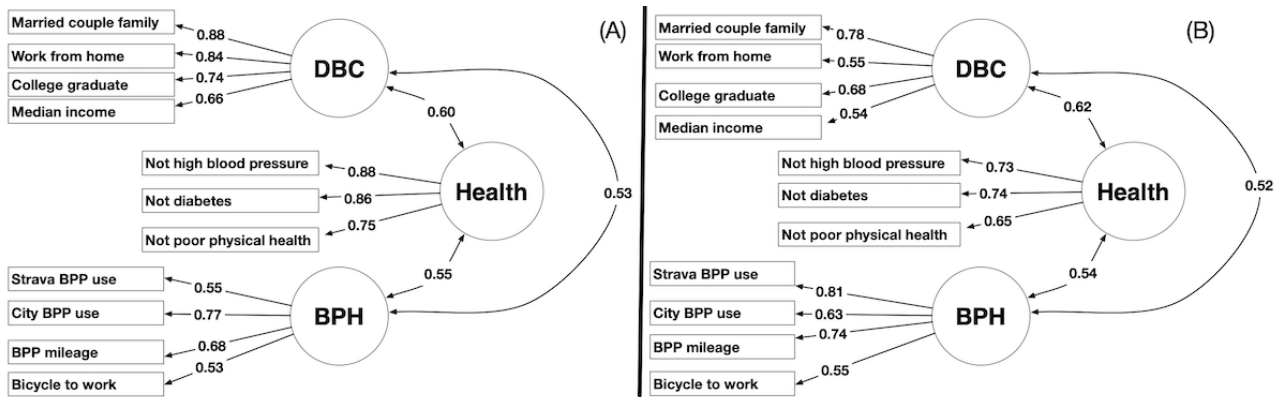 (A)
Married couple family
0.88
Work from home
0.84
DBC
College graduate
0.74
Median income
0.66
0.60
Not high blood pressure
0.88
Not diabetes
0.86
Health
0.53
Not poor physical health
0.75
0.55
Strava BPP use
0.55
City BPP use
0.77
BPH
BPP mileage
0.68
Bicycle to work
0.53
(B)
Married couple family
0.78
Work from home
0.55
DBC
College graduate
0.68
Median income
0.54
0.62
Not high blood pressure
0.73
Not diabetes
0.74
Health
0.52
Not poor physical health
0.65
0.54
Strava BPP use
0.81
City BPP use
0.63
BPH
BPP mileage
0.74
Bicycle to work
0.55